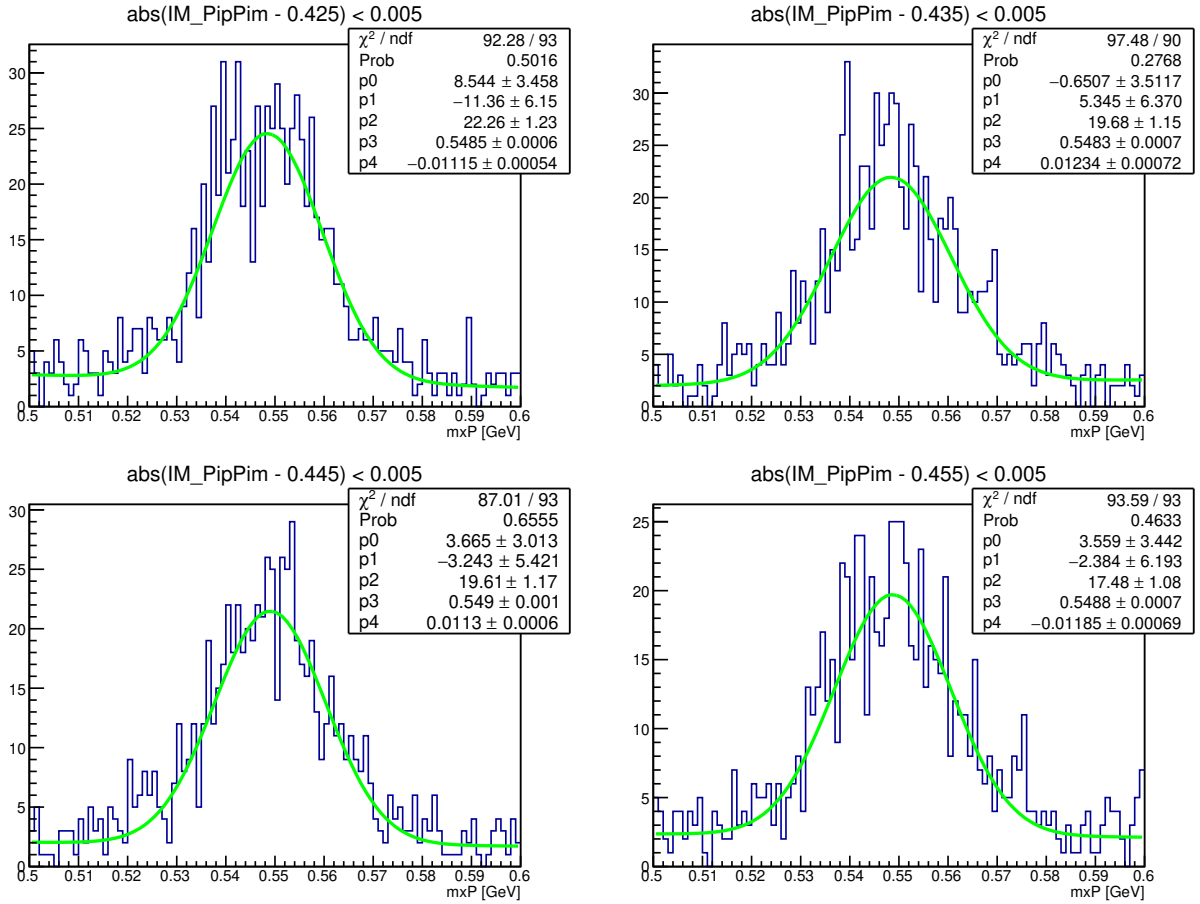 abs(IM_PipPim - 0.425) < 0.005
χ² / ndf 92.28 / 93
Prob 0.5016
p0 8.544 ± 3.458
p1 −11.36 ± 6.15
p2 22.26 ± 1.23
p3 0.5485 ± 0.0006
p4 −0.01115 ± 0.00054
30
25
20
15
10
5
0
0.5 0.51 0.52 0.53 0.54 0.55 0.56 0.57 0.58 0.59 0.6
mxP [GeV]
abs(IM_PipPim - 0.435) < 0.005
χ² / ndf 97.48 / 90
Prob 0.2768
p0 −0.6507 ± 3.5117
p1 5.345 ± 6.370
p2 19.68 ± 1.15
p3 0.5483 ± 0.0007
p4 0.01234 ± 0.00072
30
25
20
15
10
5
0
0.5 0.51 0.52 0.53 0.54 0.55 0.56 0.57 0.58 0.59 0.6
mxP [GeV]
abs(IM_PipPim - 0.445) < 0.005
χ² / ndf 87.01 / 93
Prob 0.6555
p0 3.665 ± 3.013
p1 −3.243 ± 5.421
p2 19.61 ± 1.17
p3 0.549 ± 0.001
p4 0.0113 ± 0.0006
30
25
20
15
10
5
0
0.5 0.51 0.52 0.53 0.54 0.55 0.56 0.57 0.58 0.59 0.6
mxP [GeV]
abs(IM_PipPim - 0.455) < 0.005
χ² / ndf 93.59 / 93
Prob 0.4633
p0 3.559 ± 3.442
p1 −2.384 ± 6.193
p2 17.48 ± 1.08
p3 0.5488 ± 0.0007
p4 −0.01185 ± 0.00069
25
20
15
10
5
0
0.5 0.51 0.52 0.53 0.54 0.55 0.56 0.57 0.58 0.59 0.6
mxP [GeV]